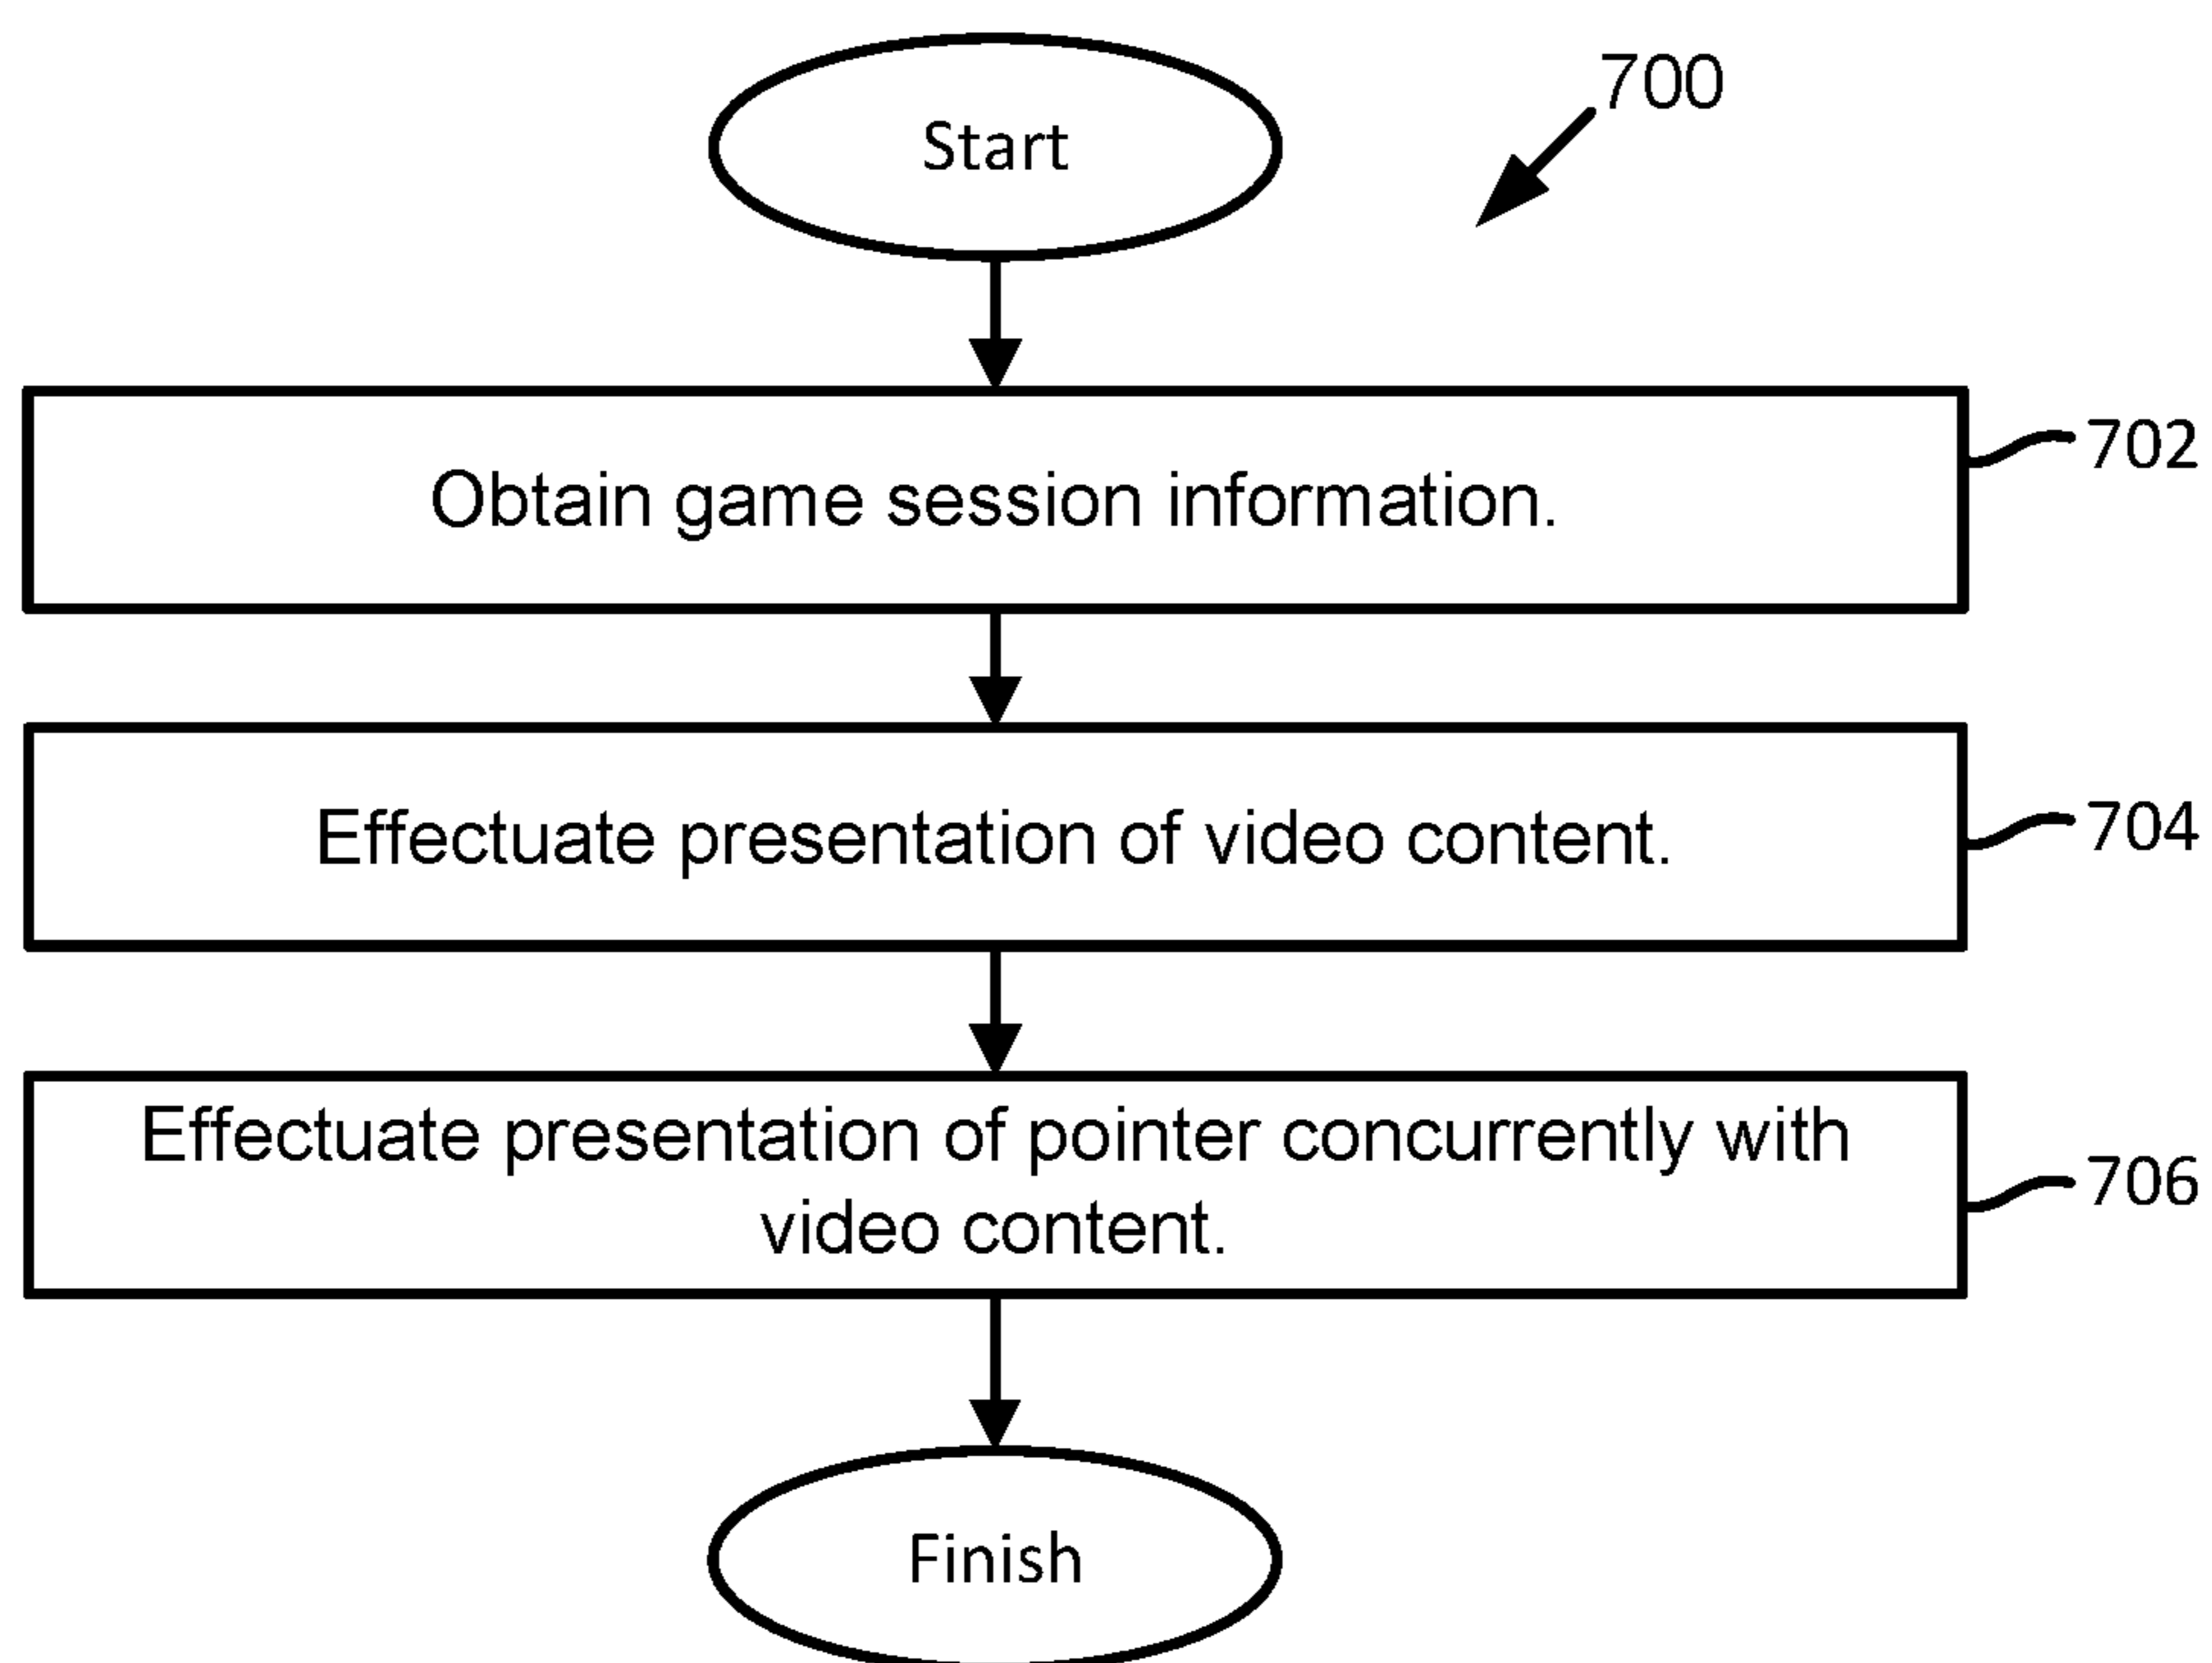 Start
700
Obtain game session information.
702
Effectuate presentation of video content.
704
Effectuate presentation of pointer concurrently with
video content.
706
Finish